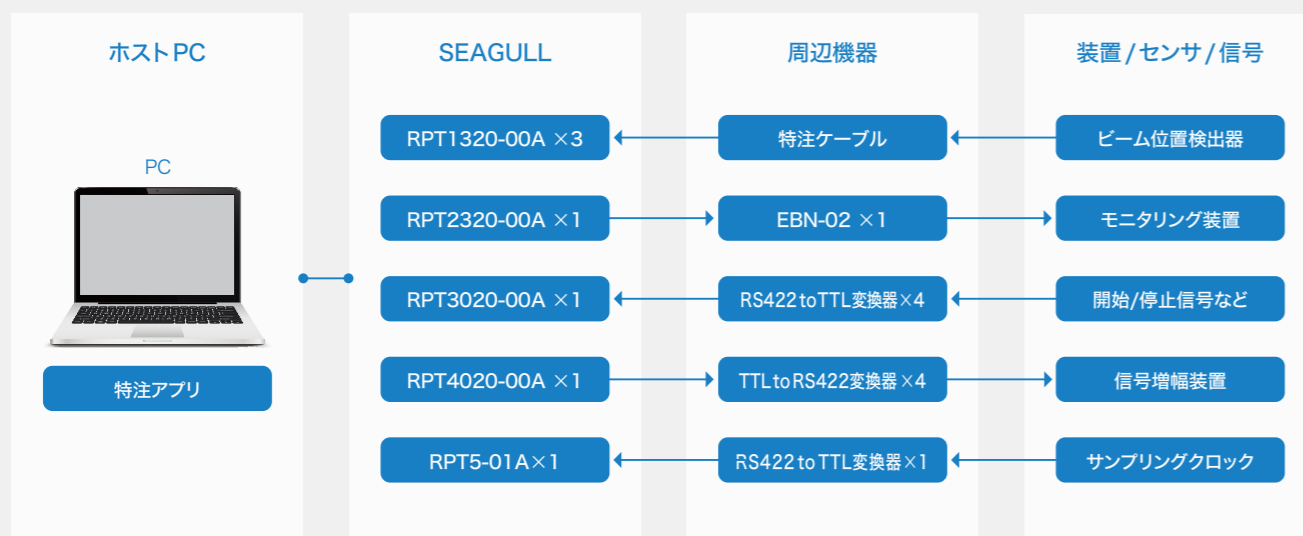 ホストPC
PC
特注アプリ
SEAGULL
RPT1320-00A ×3
RPT2320-00A ×1
RPT3020-00A ×1
RPT4020-00A ×1
RPT5-01A×1
周辺機器
特注ケーブル
EBN-02 ×1
RS422 to TTL変換器×4
TTL to RS422変換器×4
RS422 to TTL変換器×1
装置/センサ/信号
ビーム位置検出器
モニタリング装置
開始/停止信号など
信号増幅装置
サンプリングクロック